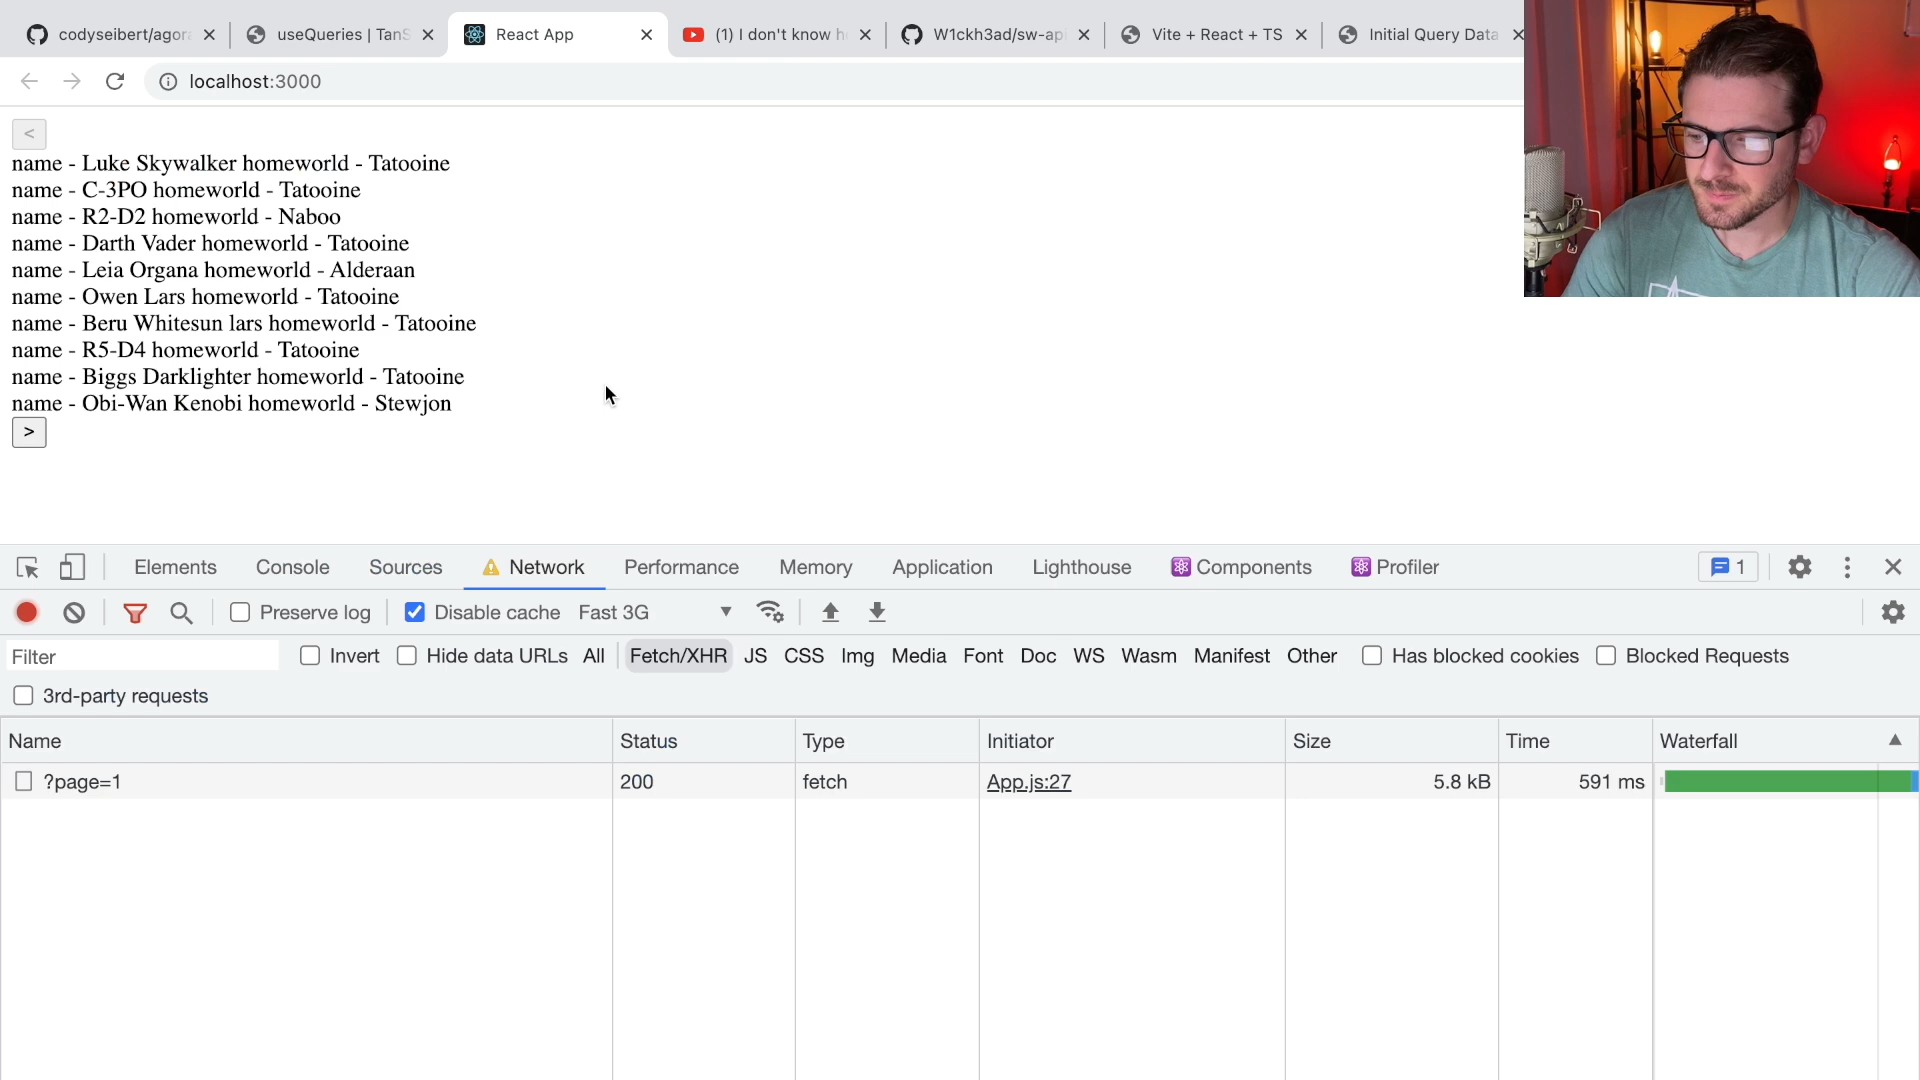 codyseibert/agora
useQueries | TanS
React App
(1) I don't know h
W1ckh3ad/sw-api
Vite + React + TS
Initial Query Data
localhost:3000
<
name - Luke Skywalker homeworld - Tatooine
name - C-3PO homeworld - Tatooine
name - R2-D2 homeworld - Naboo
name - Darth Vader homeworld - Tatooine
name - Leia Organa homeworld - Alderaan
name - Owen Lars homeworld - Tatooine
name - Beru Whitesun lars homeworld - Tatooine
name - R5-D4 homeworld - Tatooine
name - Biggs Darklighter homeworld - Tatooine
name - Obi-Wan Kenobi homeworld - Stewjon
>
Elements Console Sources Network Performance Memory Application Lighthouse Components Profiler 1
Preserve log Disable cache Fast 3G
Filter Invert Hide data URLs All Fetch/XHR JS CSS Img Media Font Doc WS Wasm Manifest Other Has blocked cookies Blocked Requests
3rd-party requests
Name Status Type Initiator Size Time Waterfall
?page=1 200 fetch App.js:27 5.8 kB 591 ms